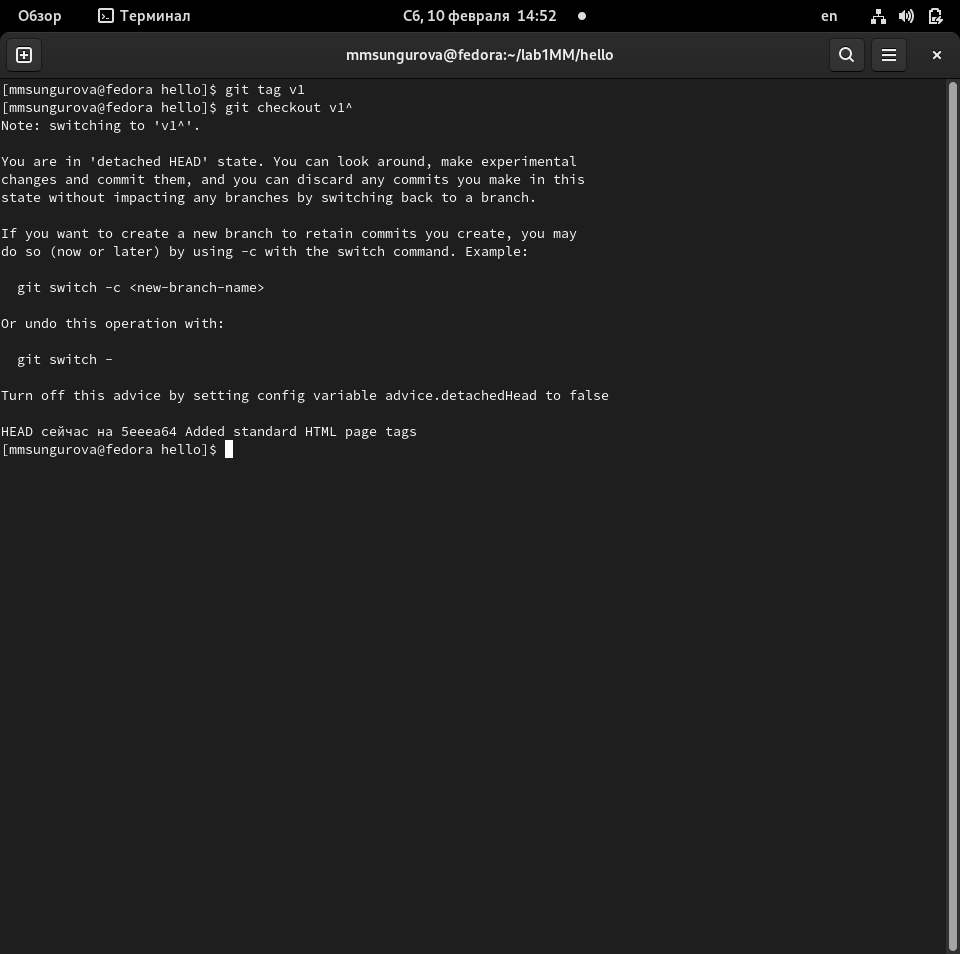 Обзор Терминал Сб, 10 февраля 14:52 en
mmsungurova@fedora:~/lab1MM/hello
[mmsungurova@fedora hello]$ git tag v1
[mmsungurova@fedora hello]$ git checkout v1^
Note: switching to 'v1^'.
You are in 'detached HEAD' state. You can look around, make experimental
changes and commit them, and you can discard any commits you make in this
state without impacting any branches by switching back to a branch.
If you want to create a new branch to retain commits you create, you may
do so (now or later) by using -c with the switch command. Example:
git switch -c <new-branch-name>
Or undo this operation with:
git switch -
Turn off this advice by setting config variable advice.detachedHead to false
HEAD сейчас на 5eeea64 Added standard HTML page tags
[mmsungurova@fedora hello]$